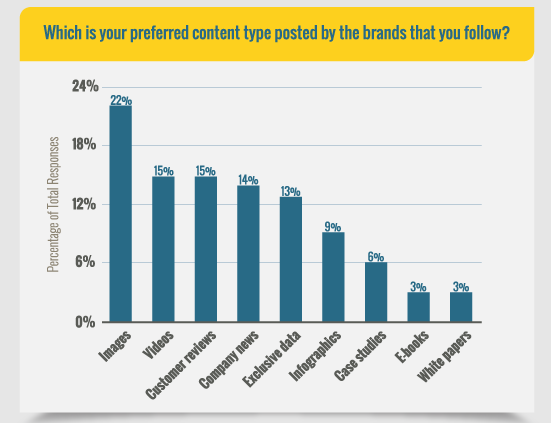 Which is your preferred content type posted by the brands that you follow?
24%
18%
12%
6%
0%
Percentage of Total Responses
22%
15%
15%
14%
13%
9%
6%
3%
3%
Images
Videos
Customer reviews
Company news
Exclusive data
Infographics
Case studies
E-books
White papers